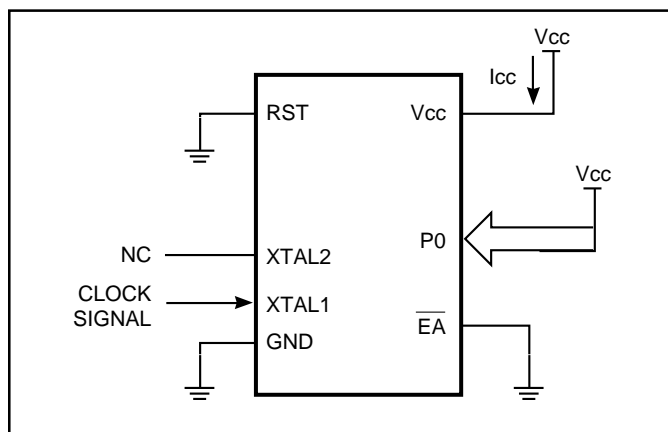 Vcc
Icc
RST
Vcc
Vcc
P0
NC
XTAL2
CLOCK
SIGNAL
XTAL1
GND
EA